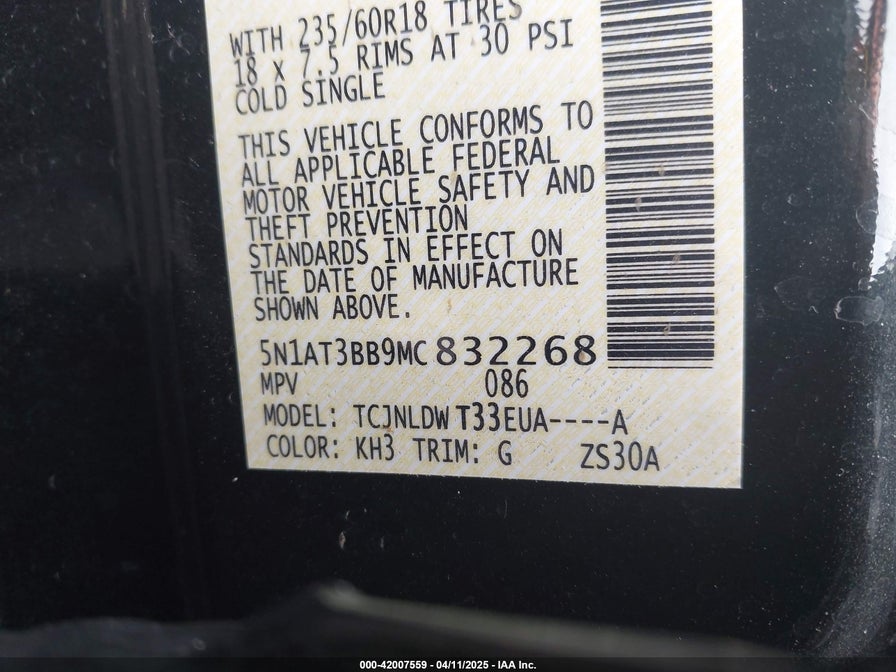 WITH 235/60R18 TIRES
18 x 7.5 RIMS AT 30 PSI
COLD SINGLE
THIS VEHICLE CONFORMS TO
ALL APPLICABLE FEDERAL
MOTOR VEHICLE SAFETY AND
THEFT PREVENTION
STANDARDS IN EFFECT ON
THE DATE OF MANUFACTURE
SHOWN ABOVE.
5N1AT3BB9MC832268
MPV 086
MODEL: TCJNLDW T33EUA----A
COLOR: KH3 TRIM: G ZS30A
000-42007559 - 04/11/2025 - IAA Inc.